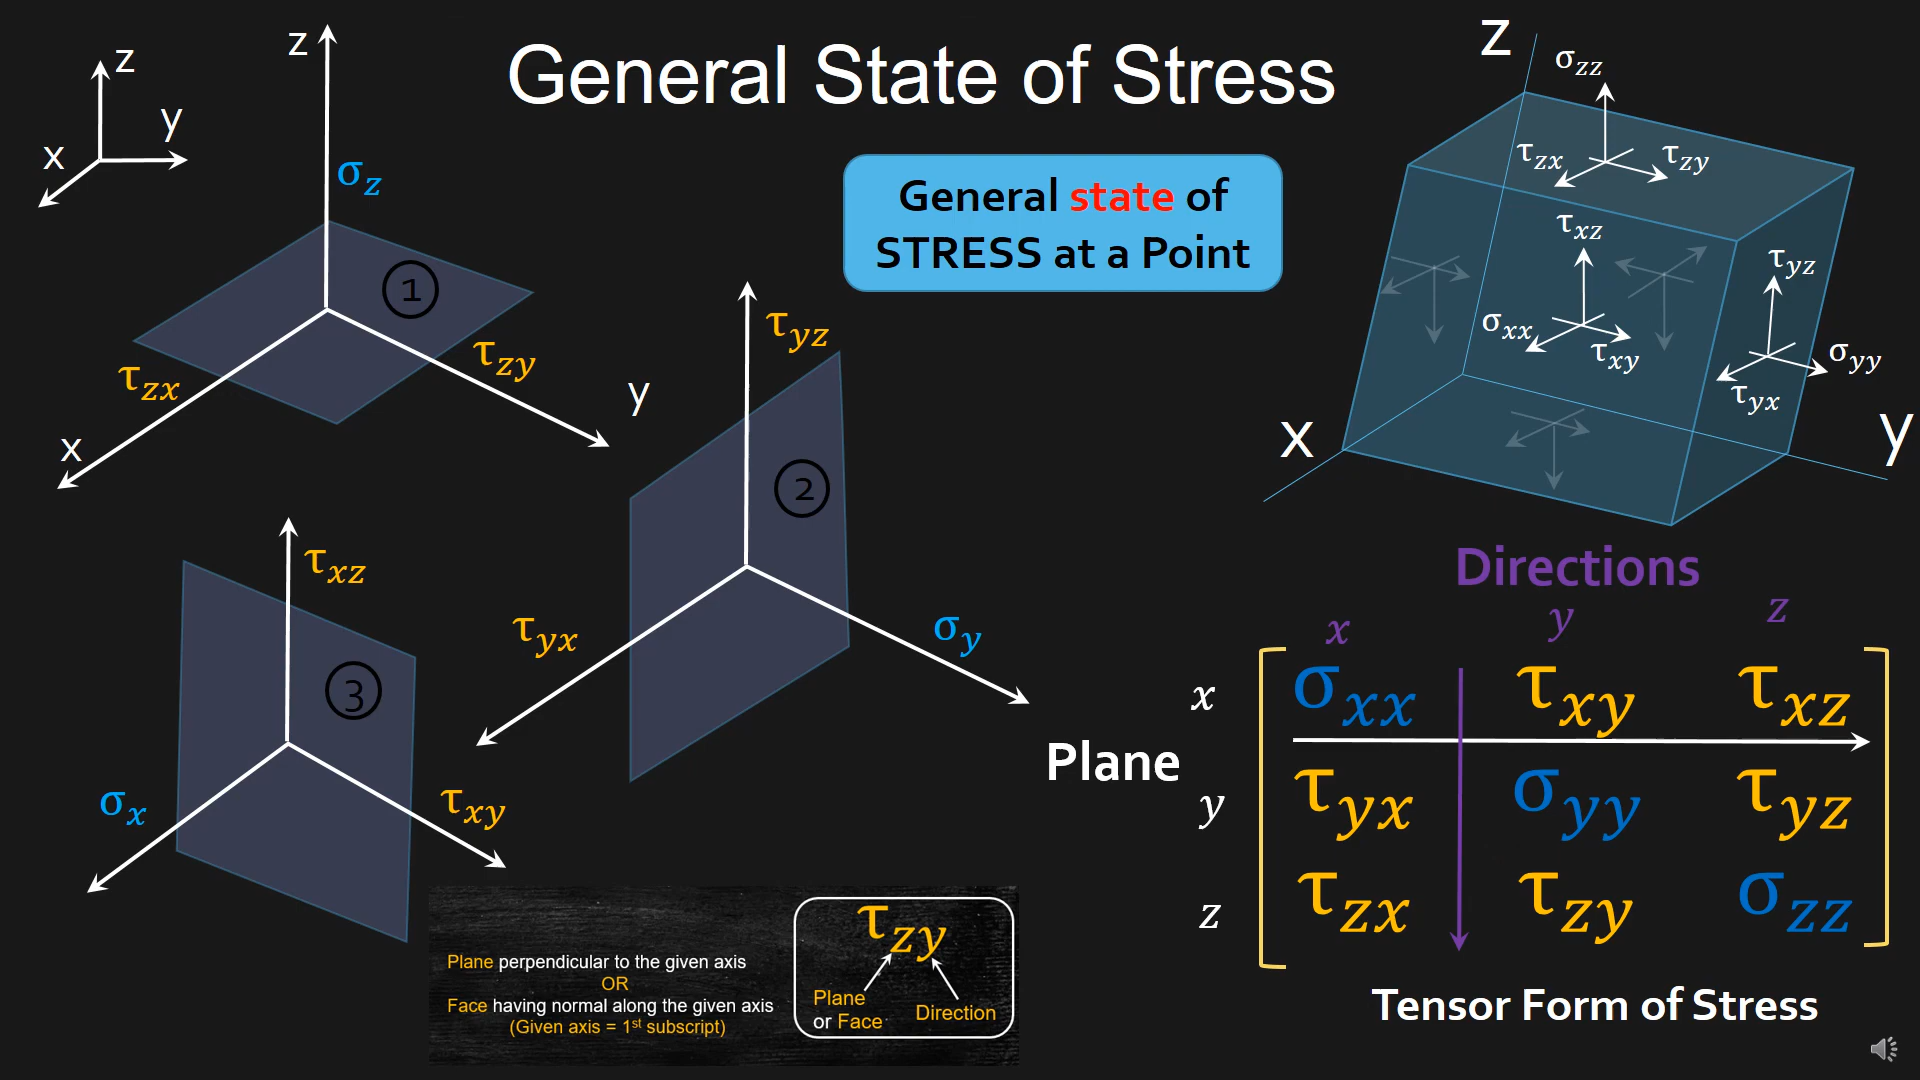 General State of Stress
z
y
x
z
σz
1
τzx
τzy
x
y
General state of
STRESS at a Point
τyz
2
τyx
σy
τxz
3
σx
τxy
z
σzz
τzx
τzy
τxz
σxx
τxy
τyz
σyy
τyx
x
y
Directions
x y z
x σxx τxy τxz
Plane
y τyx σyy τyz
z τzx τzy σzz
Tensor Form of Stress
Plane perpendicular to the given axis
OR
Face having normal along the given axis
(Given axis = 1st subscript)
τzy
Plane
or Face
Direction